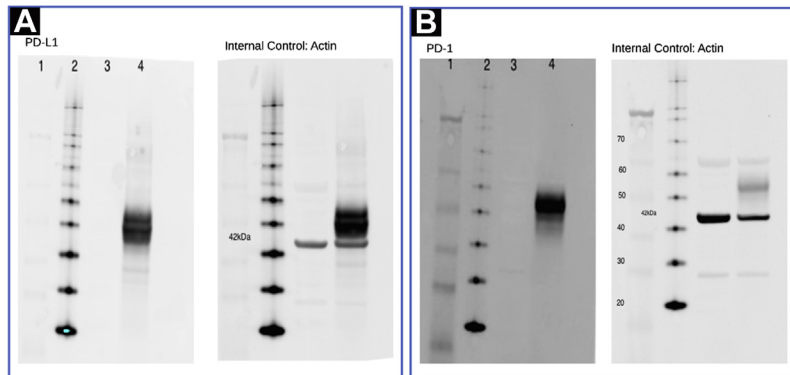 A
PD-L1
Internal Control: Actin
1 2 3 4
42kDa
B
PD-1
Internal Control: Actin
1 2 3 4
70
60
50
42kDa
40
30
20